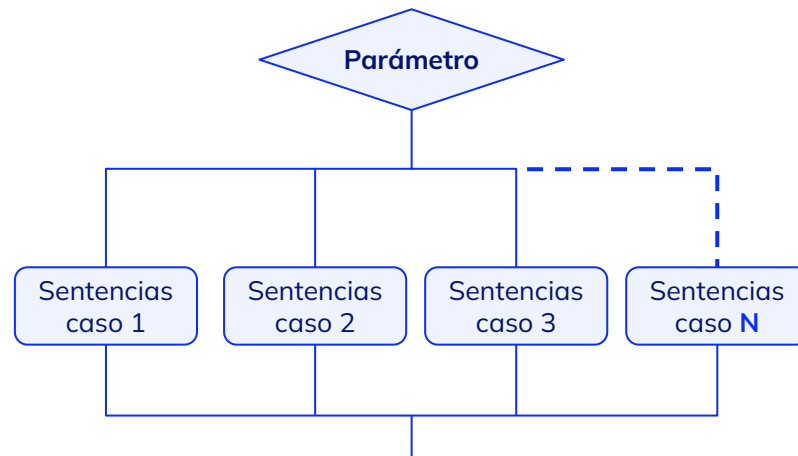 Parámetro
Sentencias
caso 1
Sentencias
caso 2
Sentencias
caso 3
Sentencias
caso N